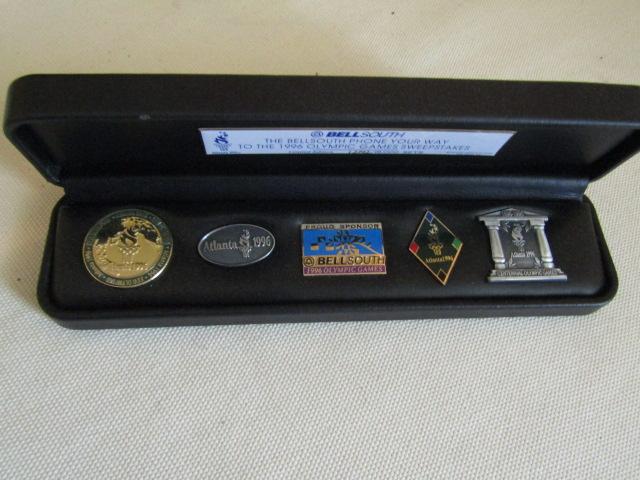 BELLSOUTH
THE BELLSOUTH PHONE YOUR WAY
TO THE 1996 OLYMPIC GAMES SWEEPSTAKES
Atlanta 1996
PROUD SPONSOR
BELLSOUTH
1996 OLYMPIC GAMES
Atlanta 1996
Atlanta 1996
CENTENNIAL OLYMPIC GAMES